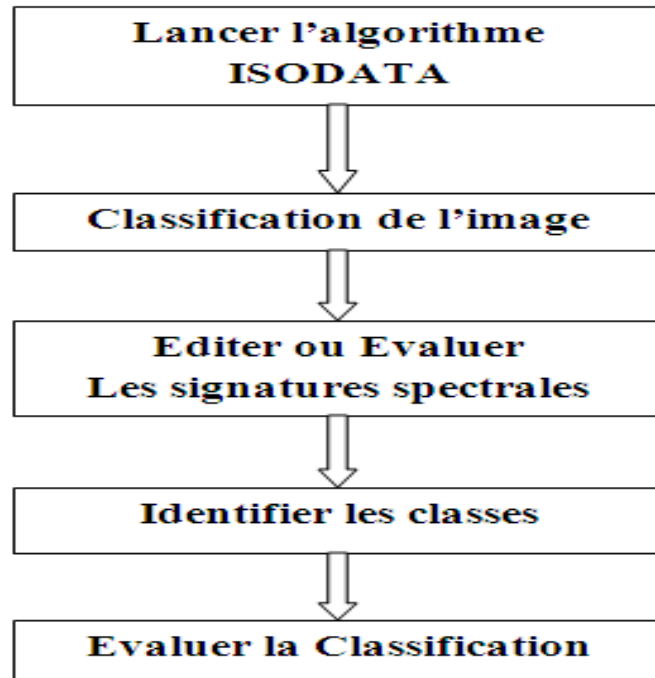 Lancer l’algorithme
ISODATA
Classification de l’image
Editer ou Evaluer
Les signatures spectrales
Identifier les classes
Evaluer la Classification